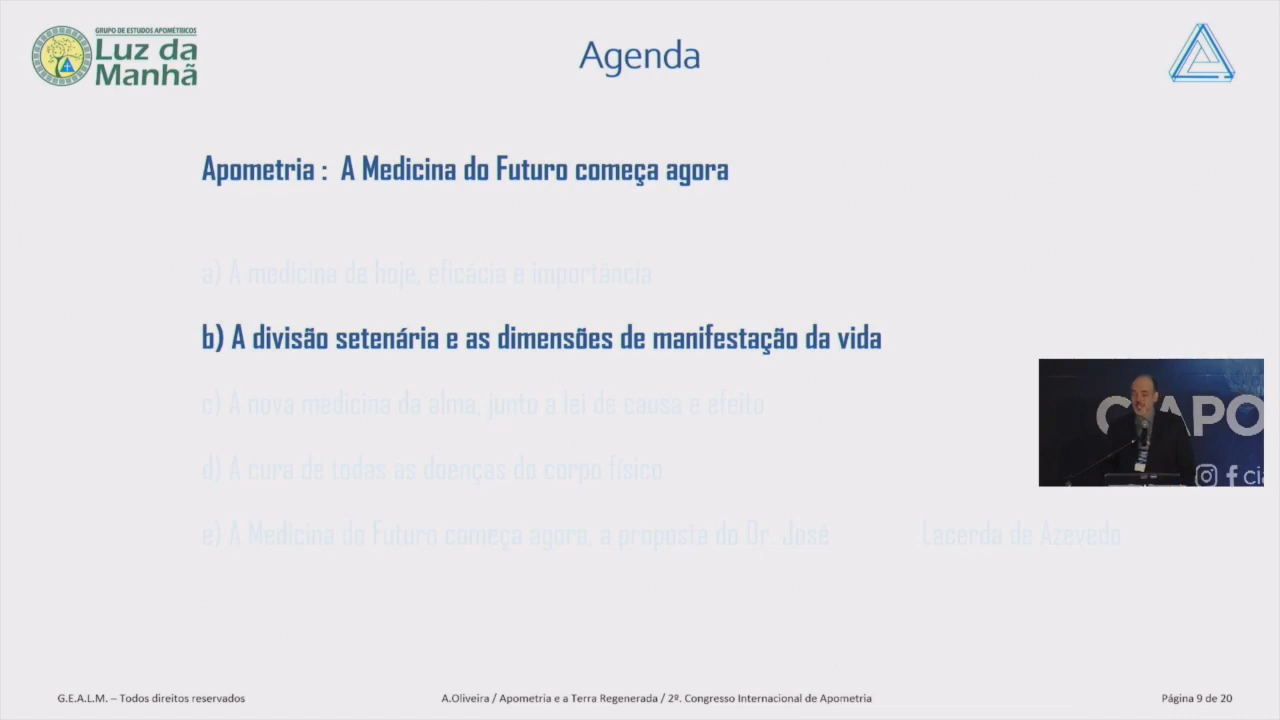 GRUPO DE ESTUDOS APOMÉTRICOS
Luz da
Manhã
Agenda
Apometria : A Medicina do Futuro começa agora
a) A medicina de hoje, eficácia e importância
b) A divisão setenária e as dimensões de manifestação da vida
c) A nova medicina da alma, junto a lei de causa e efeito
d) A cura de todas as doenças do corpo físico
e) A Medicina do Futuro começa agora, a proposta do Dr. José Lacerda de Azevedo
CIAPO
f cia
G.E.A.L.M. – Todos direitos reservados
A.Oliveira / Apometria e a Terra Regenerada / 2º. Congresso Internacional de Apometria
Página 9 de 20